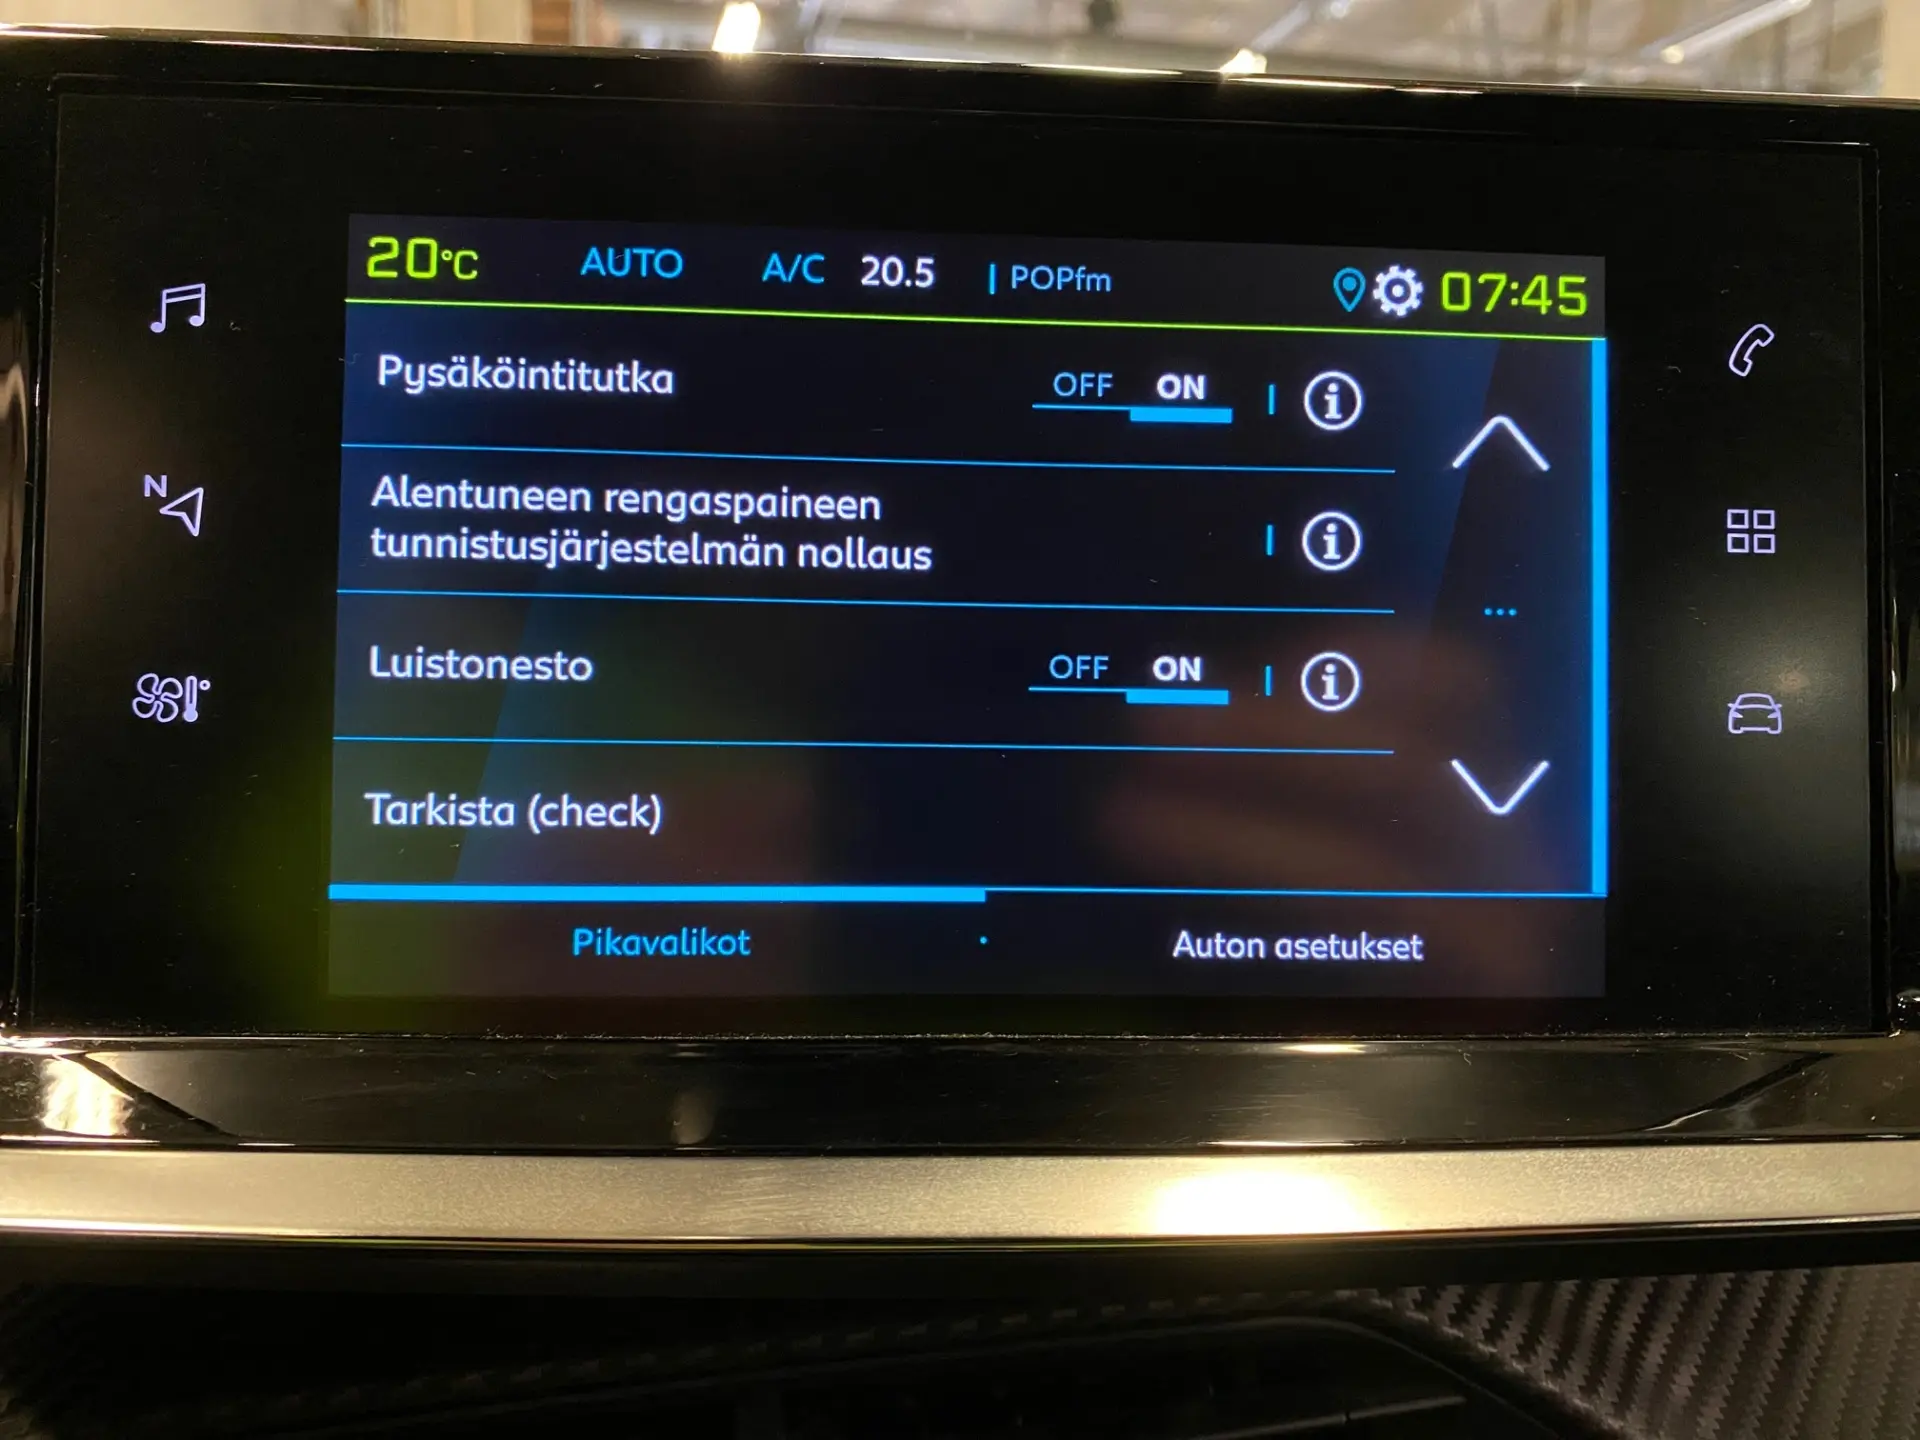 20°C AUTO A/C 20.5 | POPfm 07:45
Pysäköintitutka OFF ON
Alentuneen rengaspaineen
tunnistusjärjestelmän nollaus
N
Luistonesto OFF ON
Tarkista (check)
Pikavalikot Auton asetukset